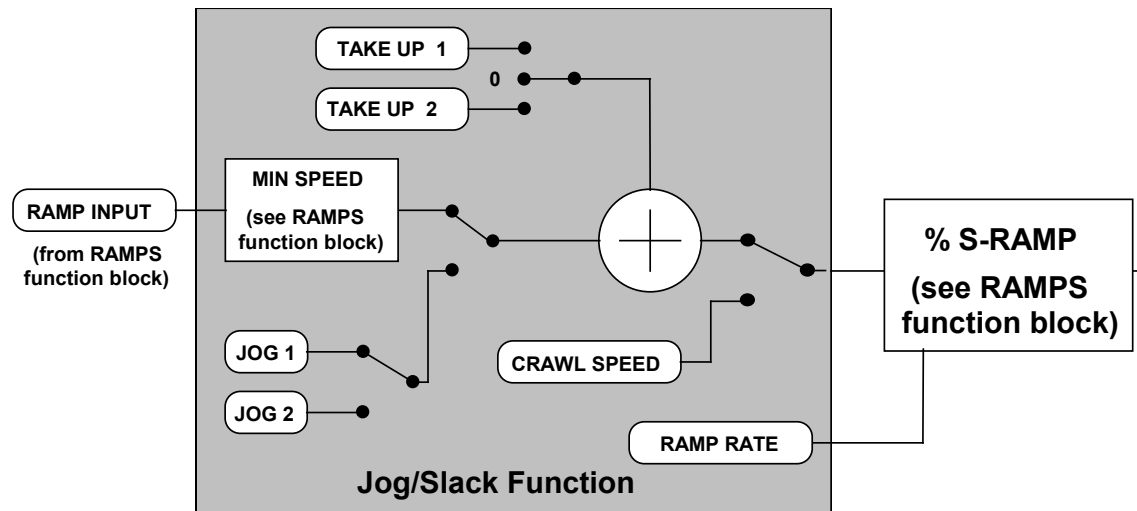 TAKE UP 1
0
TAKE UP 2
MIN SPEED
(see RAMPS
function block)
RAMP INPUT
(from RAMPS
function block)
% S-RAMP
(see RAMPS
function block)
JOG 1
CRAWL SPEED
JOG 2
RAMP RATE
Jog/Slack Function